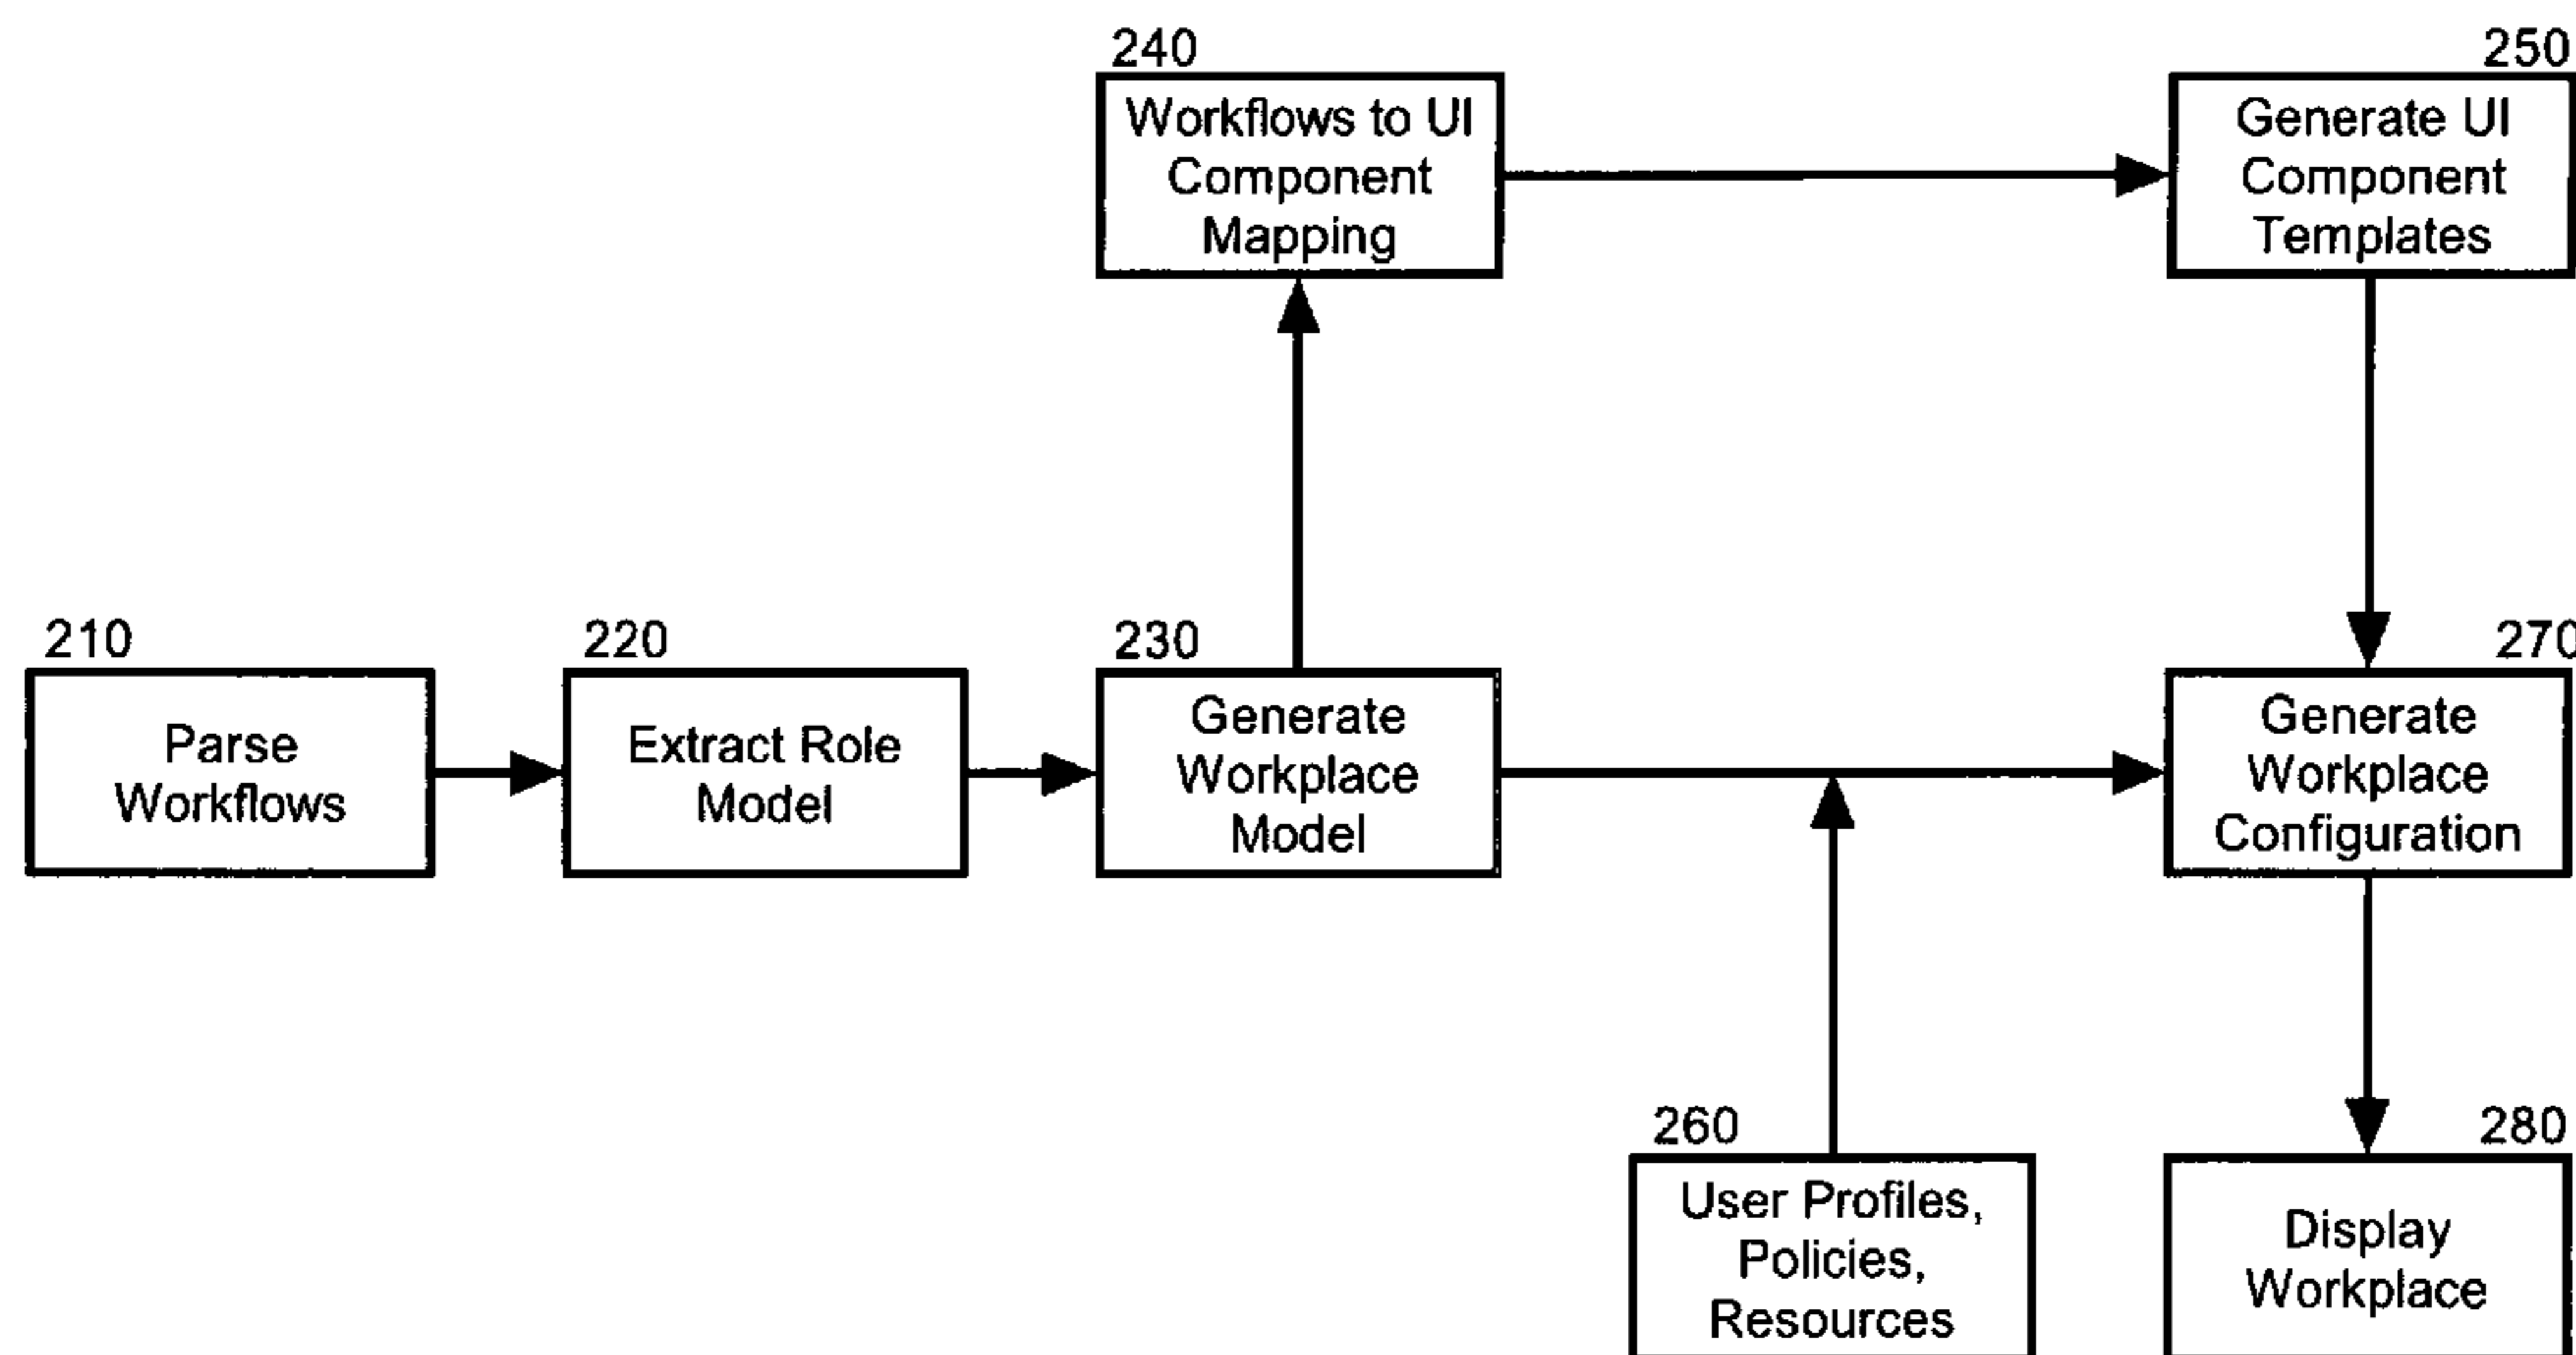 240
Workflows to UI
Component
Mapping
250
Generate UI
Component
Templates
210
Parse
Workflows
220
Extract Role
Model
230
Generate
Workplace
Model
270
Generate
Workplace
Configuration
260
User Profiles,
Policies,
Resources
280
Display
Workplace